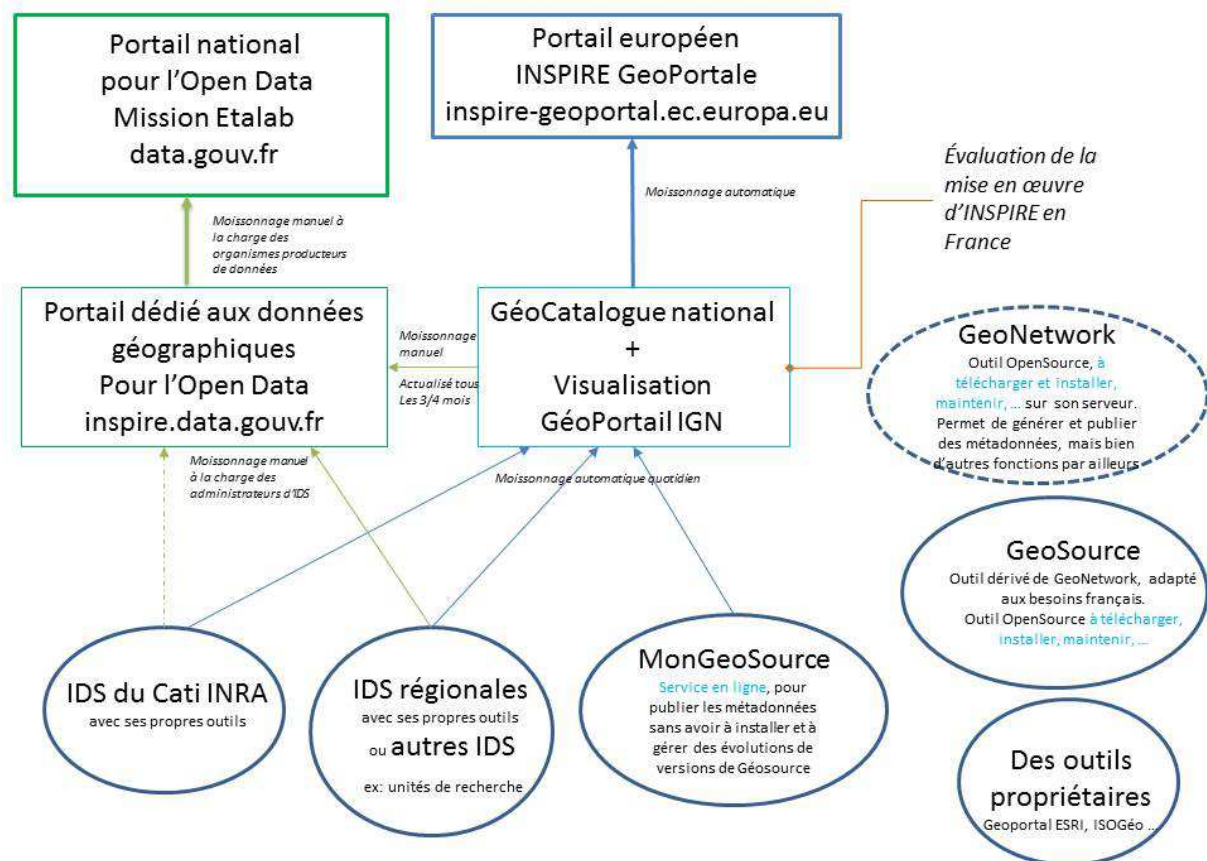 Portail national
pour l'Open Data
Mission Etalab
data.gouv.fr
Portail européen
INSPIRE GeoPortale
inspire-geoportal.ec.europa.eu
Évaluation de la
mise en œuvre
d'INSPIRE en
France
Moissonnage automatique
Moissonnage manuel à
la charge des
organismes producteurs
de données
Portail dédié aux données
géographiques
Pour l'Open Data
inspire.data.gouv.fr
Moissonnage
manuel
Actualisé tous
Les 3/4 mois
GéoCatalogue national
+
Visualisation
GéoPortail IGN
GeoNetwork
Outil OpenSource, à
télécharger et installer,
maintenir, ... sur son serveur.
Permet de générer et publier
des métadonnées, mais bien
d'autres fonctions par ailleurs
Moissonnage manuel
à la charge des
administrateurs d'IDS
Moissonnage automatique quotidien
GeoSource
Outil dérivé de GeoNetwork, adapté
aux besoins français.
Outil OpenSource à télécharger,
installer, maintenir, ...
IDS du Cati INRA
avec ses propres outils
IDS régionales
avec ses propres outils
ou autres IDS
ex: unités de recherche
MonGeoSource
Service en ligne, pour
publier les métadonnées
sans avoir à installer et à
gérer des évolutions de
versions de Géosource
Des outils
propriétaires
Geoportal ESRI, ISOGéo ...